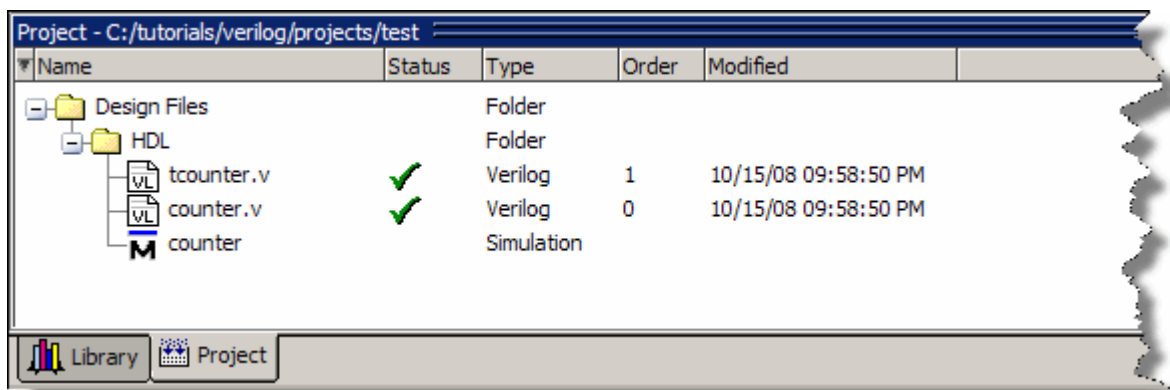 Project - C:/tutorials/verilog/projects/test
Name Status Type Order Modified
Design Files Folder
HDL Folder
VL tcounter.v Verilog 1 10/15/08 09:58:50 PM
VL counter.v Verilog 0 10/15/08 09:58:50 PM
M counter Simulation
Library Project